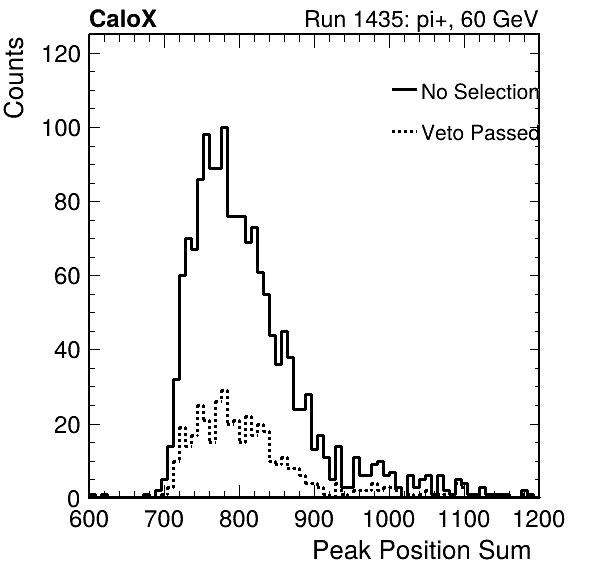 CaloX Run 1435: pi+, 60 GeV
Counts
120
No Selection
100
Veto Passed
80
60
40
20
0
600 700 800 900 1000 1100 1200
Peak Position Sum